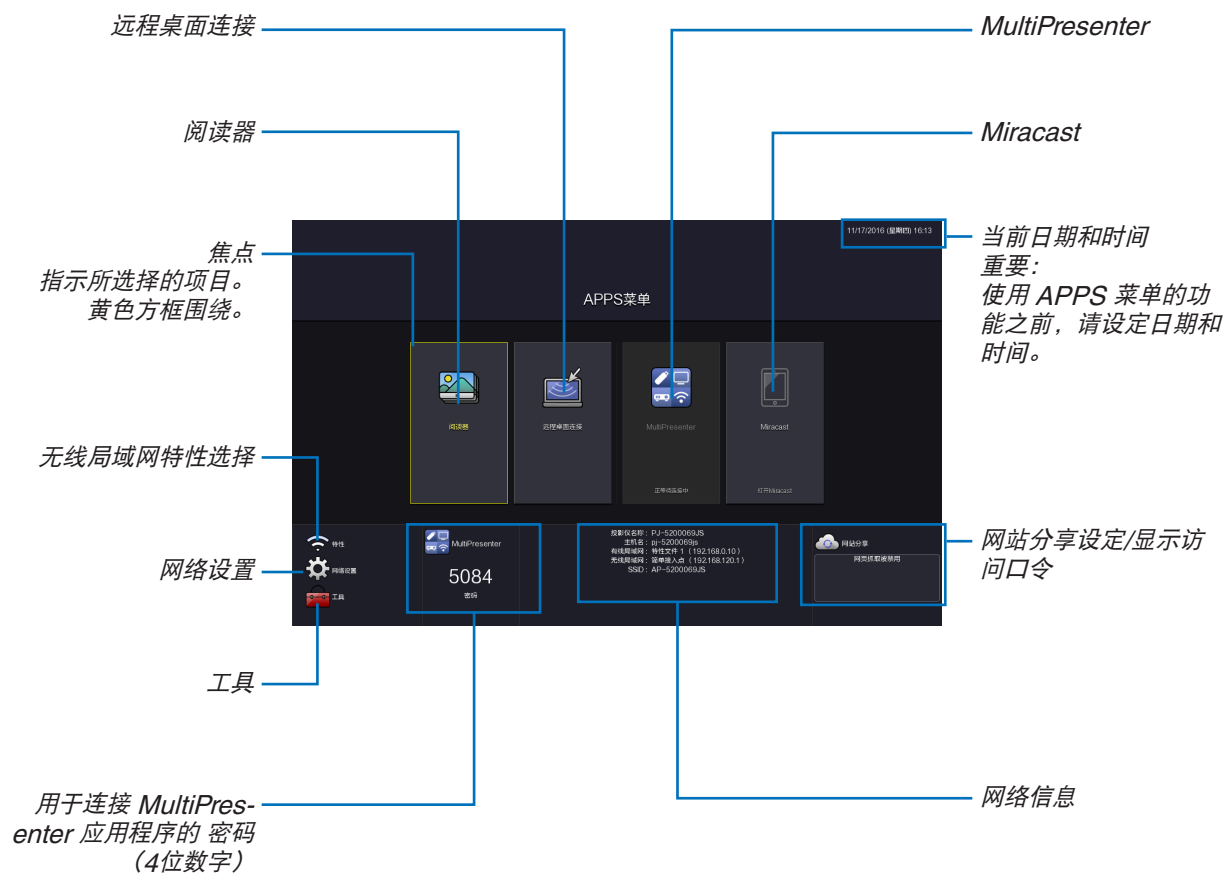 远程桌面连接
MultiPresenter
阅读器
Miracast
焦点
指示所选择的项目。
黄色方框围绕。
当前日期和时间
重要：
使用 APPS 菜单的功
能之前，请设定日期和
时间。
11/17/2016 (星期四) 16:13
APPS菜单
阅读器
远程桌面连接
MultiPresenter
Miracast
正等待连接中
打开Miracast
无线局域网特性选择
网络设置
工具
特性
网络设置
工具
MultiPresenter
5084
密码
投影仪名称：PJ-5200069JS
主机名：pj-5200069js
有线局域网：特性文件 1（192.168.0.10）
无线局域网：简单接入点（192.168.120.1）
SSID：AP-5200069JS
网站分享
网页抓取被禁用
网站分享设定/显示访
问口令
用于连接 MultiPres-
enter 应用程序的 密码
（4位数字）
网络信息